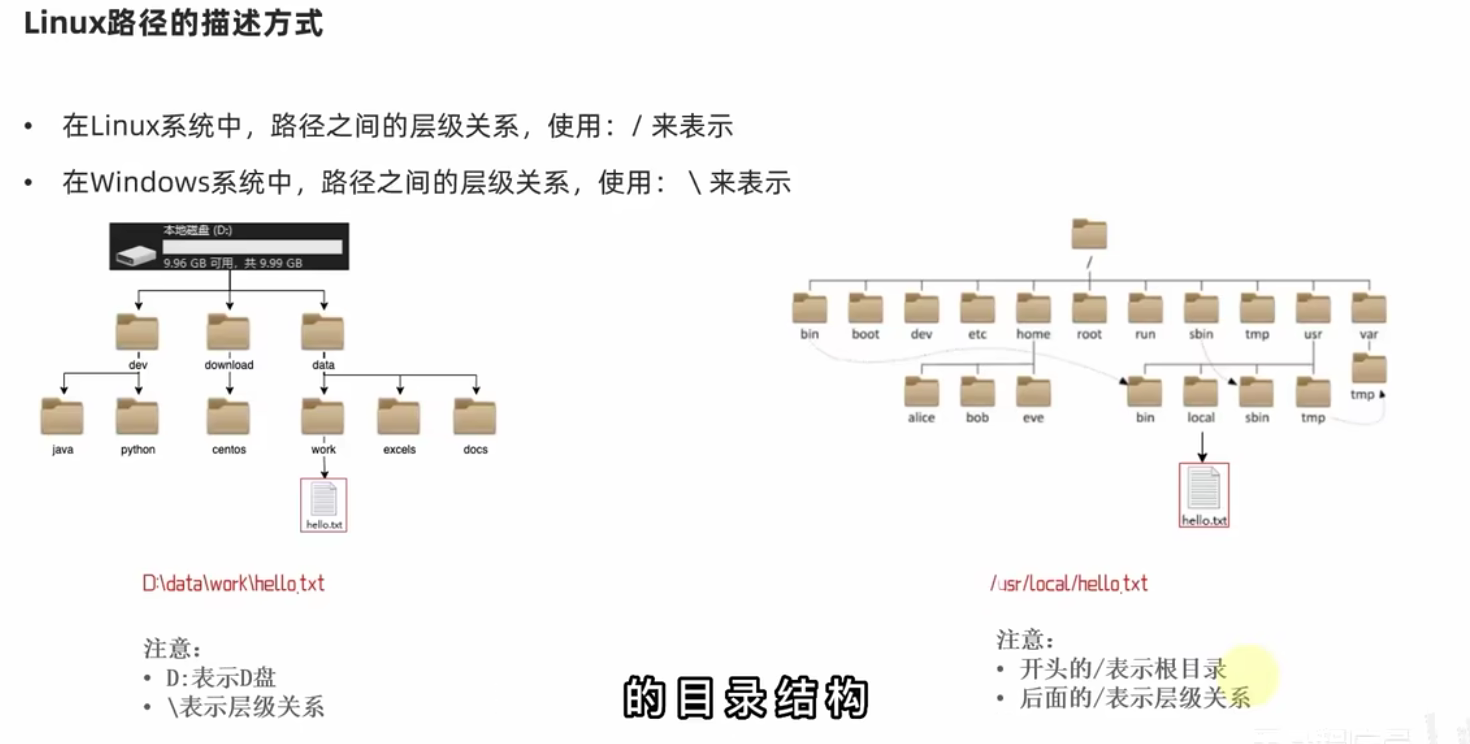 Linux路径的描述方式
• 在Linux系统中，路径之间的层级关系，使用：/ 来表示
• 在Windows系统中，路径之间的层级关系，使用： \ 来表示
本地磁盘 (D:)
9.96 GB 可用，共 9.99 GB
dev download data
java python centos work excels docs
hello.txt
D:\data\work\hello.txt
注意：
• D:表示D盘
• \表示层级关系
/
bin boot dev etc home root run sbin tmp usr var
tmp
alice bob eve bin local sbin tmp
hello.txt
/usr/local/hello.txt
注意：
• 开头的/表示根目录
• 后面的/表示层级关系
的目录结构